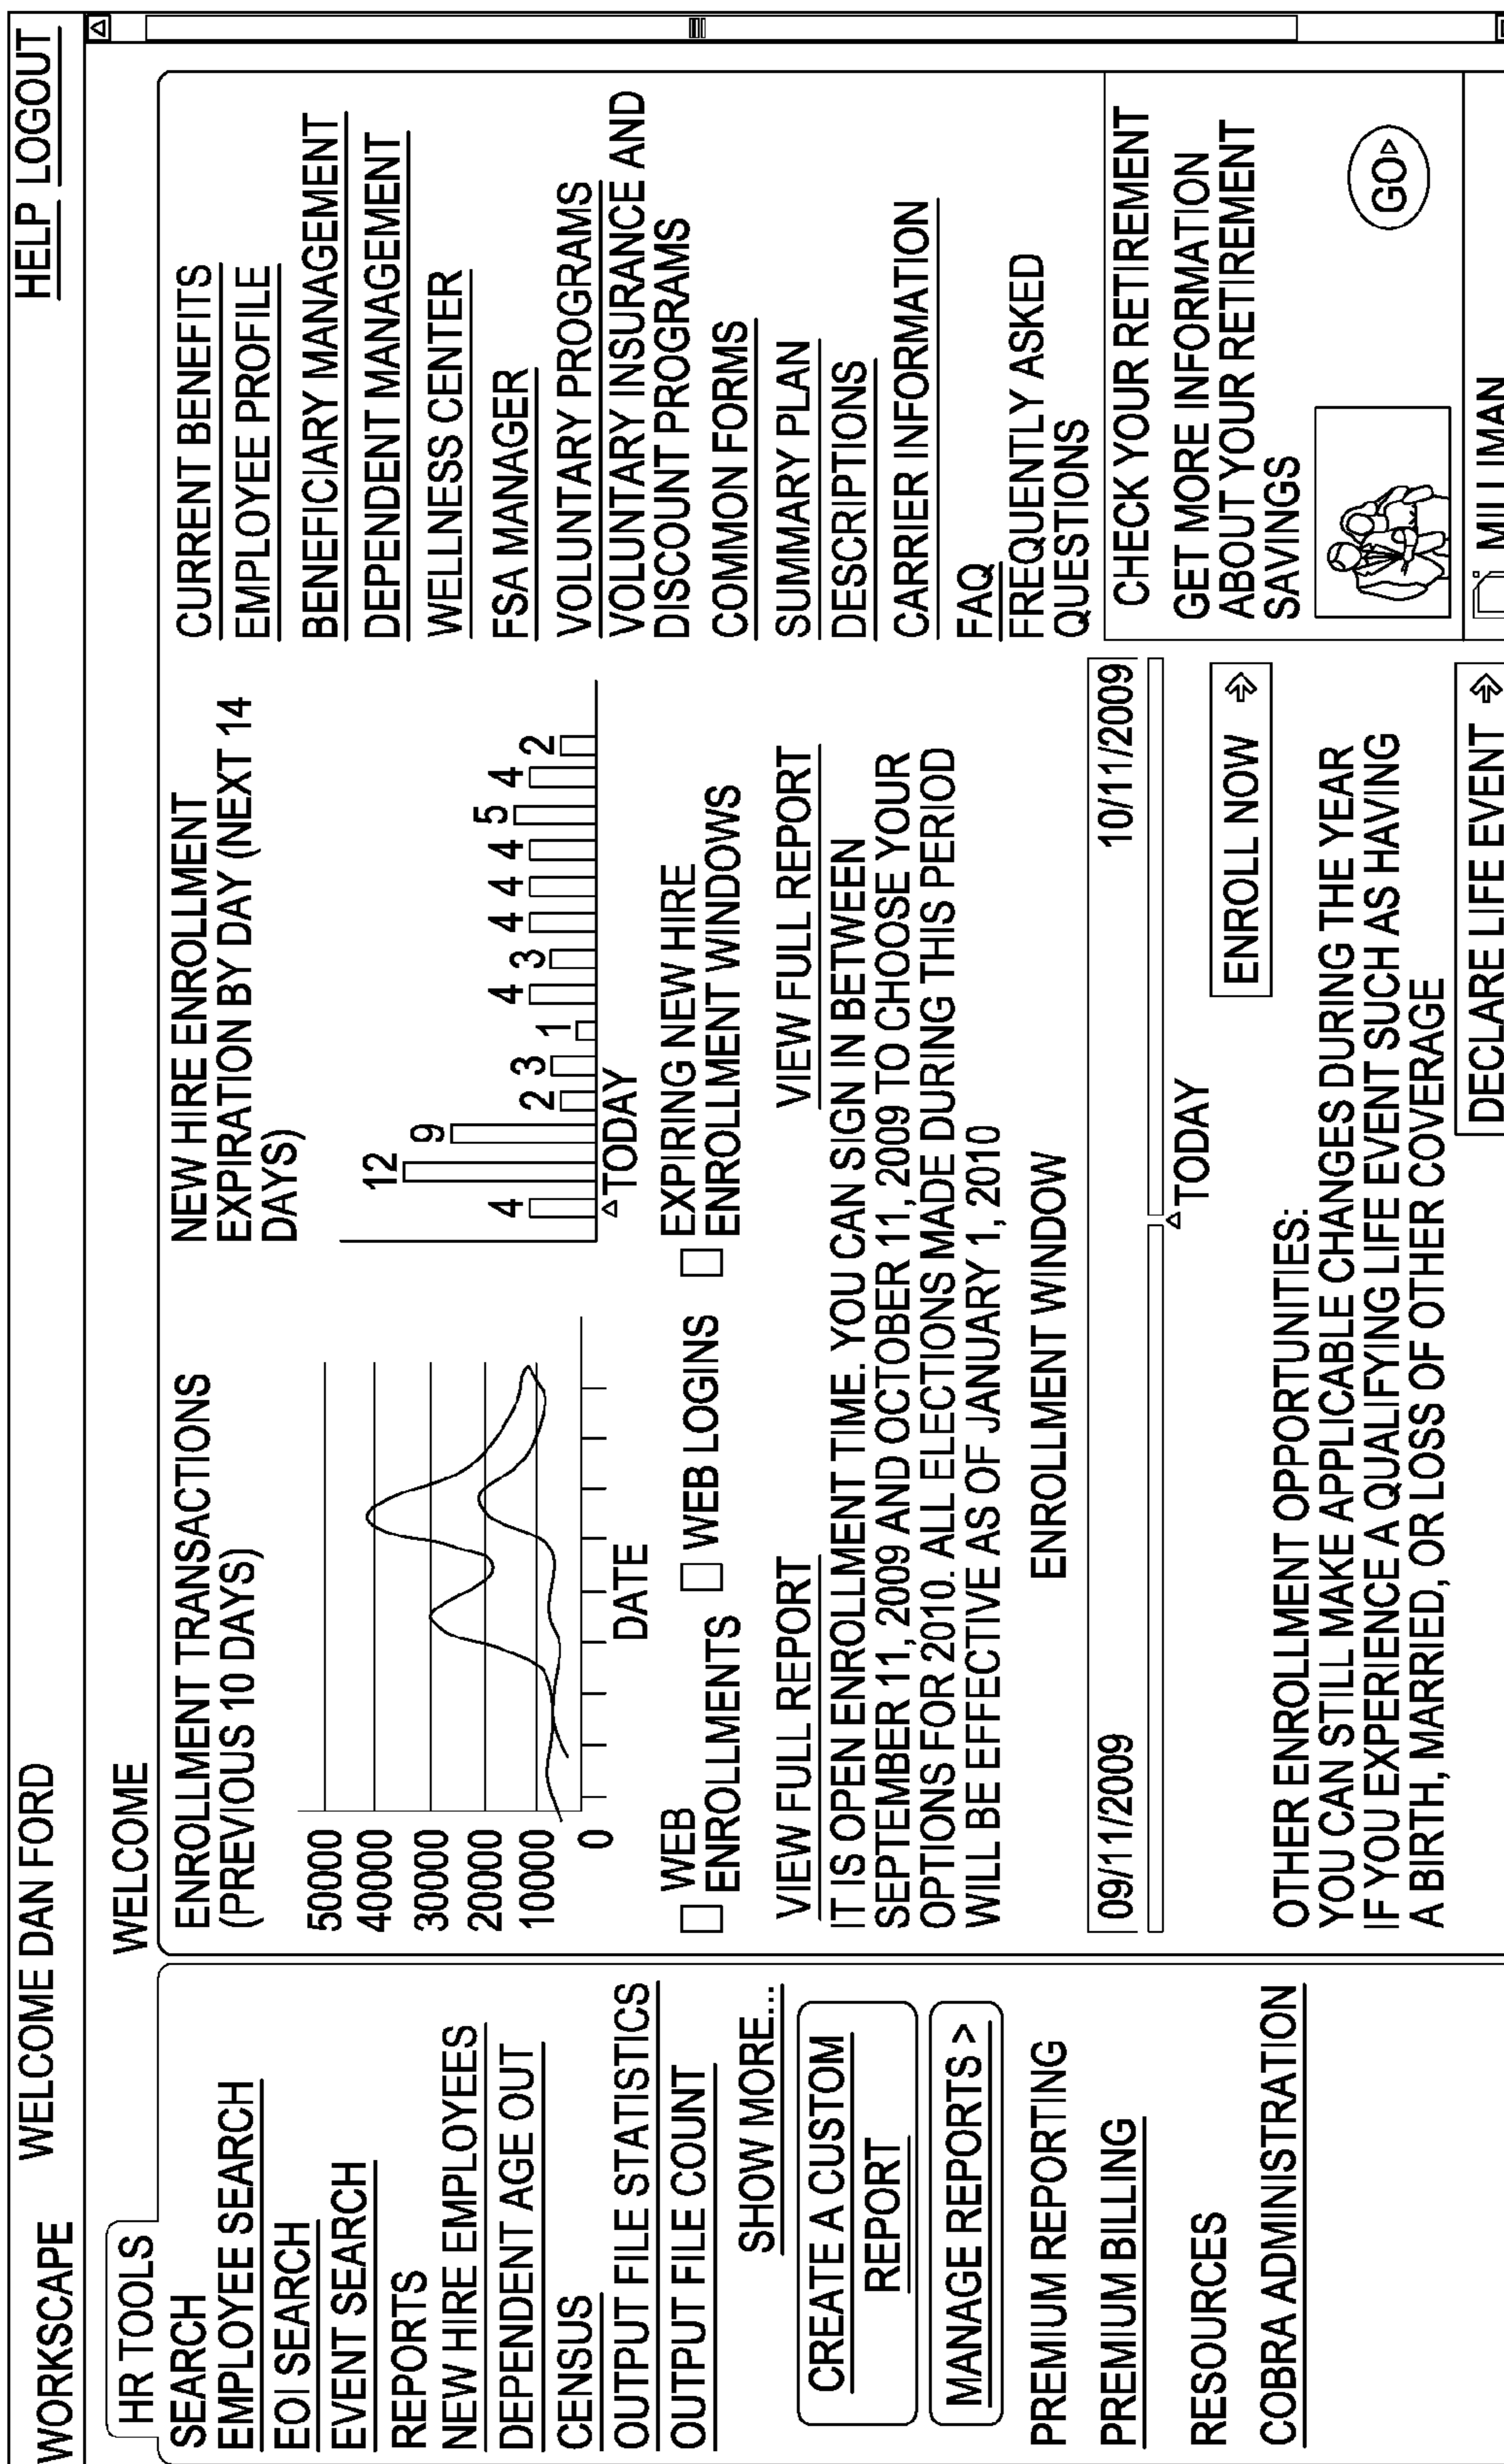 WORKSCAPE WELCOME DAN FORD HELP LOGOUT
HR TOOLS
SEARCH
EMPLOYEE SEARCH
EOI SEARCH
EVENT SEARCH
REPORTS
NEW HIRE EMPLOYEES
DEPENDENT AGE OUT
CENSUS
OUTPUT FILE STATISTICS
OUTPUT FILE COUNT
SHOW MORE...
CREATE A CUSTOM
REPORT
MANAGE REPORTS >
PREMIUM REPORTING
PREMIUM BILLING
RESOURCES
COBRA ADMINISTRATION
WELCOME
ENROLLMENT TRANSACTIONS
(PREVIOUS 10 DAYS)
50000
40000
30000
20000
10000
0
DATE
WEB
ENROLLMENTS
WEB LOGINS
VIEW FULL REPORT
NEW HIRE ENROLLMENT
EXPIRATION BY DAY (NEXT 14
DAYS)
4 12 9 2 3 1 4 3 4 4 4 5 4 2
TODAY
EXPIRING NEW HIRE
ENROLLMENT WINDOWS
VIEW FULL REPORT
IT IS OPEN ENROLLMENT TIME. YOU CAN SIGN IN BETWEEN
SEPTEMBER 11, 2009 AND OCTOBER 11, 2009 TO CHOOSE YOUR
OPTIONS FOR 2010. ALL ELECTIONS MADE DURING THIS PERIOD
WILL BE EFFECTIVE AS OF JANUARY 1, 2010
ENROLLMENT WINDOW
09/11/2009 10/11/2009
TODAY
ENROLL NOW
OTHER ENROLLMENT OPPORTUNITIES:
YOU CAN STILL MAKE APPLICABLE CHANGES DURING THE YEAR
IF YOU EXPERIENCE A QUALIFYING LIFE EVENT SUCH AS HAVING
A BIRTH, MARRIED, OR LOSS OF OTHER COVERAGE
DECLARE LIFE EVENT
CURRENT BENEFITS
EMPLOYEE PROFILE
BENEFICIARY MANAGEMENT
DEPENDENT MANAGEMENT
WELLNESS CENTER
FSA MANAGER
VOLUNTARY PROGRAMS
VOLUNTARY INSURANCE AND
DISCOUNT PROGRAMS
COMMON FORMS
SUMMARY PLAN
DESCRIPTIONS
CARRIER INFORMATION
FAQ
FREQUENTLY ASKED
QUESTIONS
CHECK YOUR RETIREMENT
GET MORE INFORMATION
ABOUT YOUR RETIREMENT
SAVINGS
GO
MILLIMAN